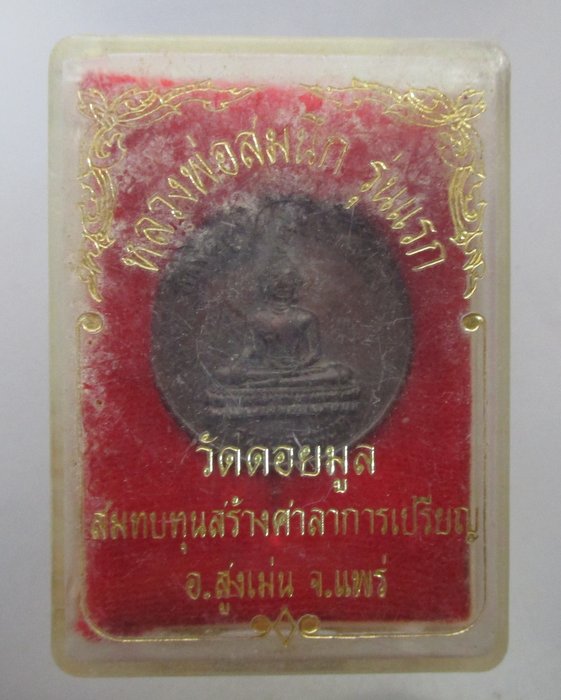 หลวงพ่อสมนึก รุ่นแรก
วัดดอยมูล
สมทบทุนสร้างศาลาการเปรียญ
อ.สูงเม่น จ.แพร่